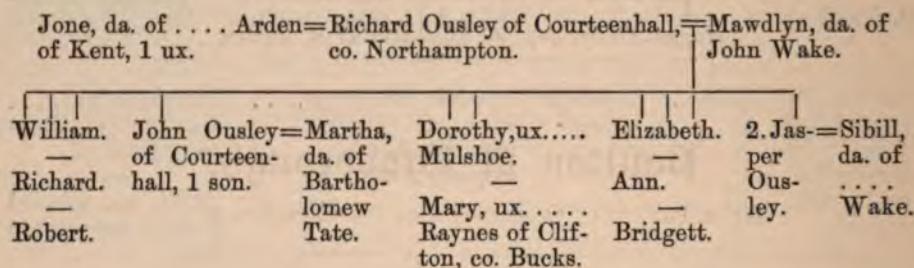 Jone, da. of . . . . Arden=Richard Ousley of Courteenhall,=Mawdlyn, da. of
of Kent, 1 ux. co. Northampton. John Wake.
William. John Ousley=Martha, Dorothy, ux..... Elizabeth. 2. Jas-=Sibill,
— of Courteen- da. of Mulshoe. — per da. of
Richard. hall, 1 son. Bartho- — Ann. Ous- . . . .
— lomew Mary, ux. . . . . — ley. Wake.
Robert. Tate. Raynes of Clif- Bridgett.
ton, co. Bucks.